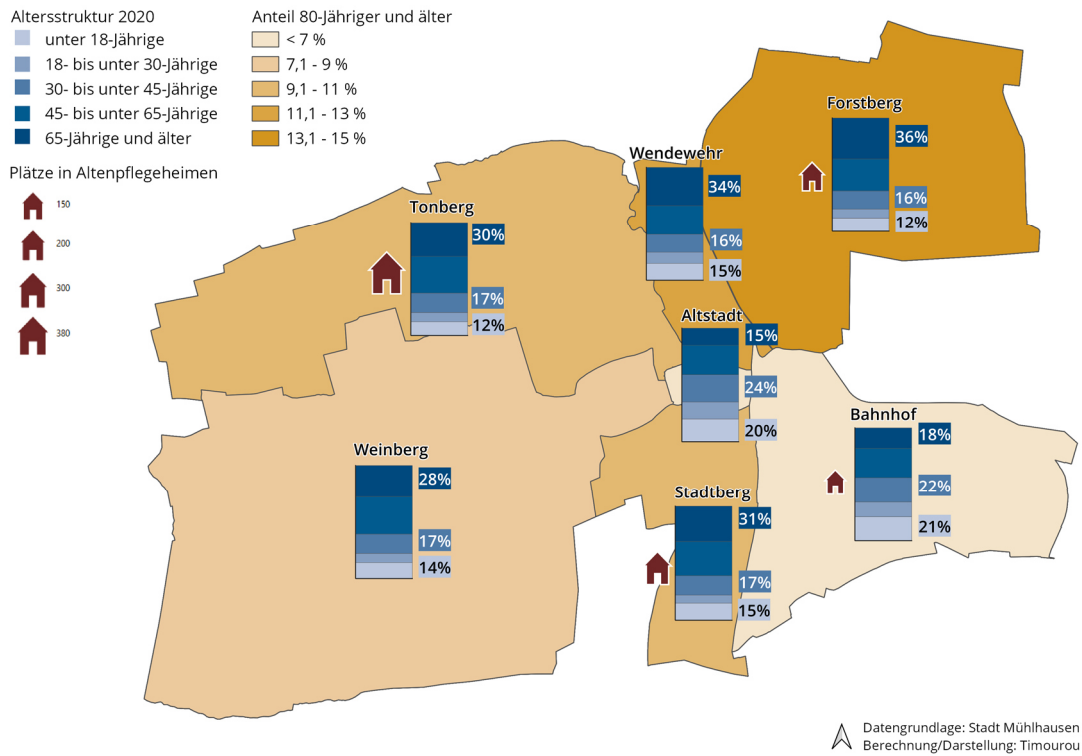 Altersstruktur 2020
unter 18-Jährige
18- bis unter 30-Jährige
30- bis unter 45-Jährige
45- bis unter 65-Jährige
65-Jährige und älter
Anteil 80-Jähriger und älter
< 7 %
7,1 - 9 %
9,1 - 11 %
11,1 - 13 %
13,1 - 15 %
Plätze in Altenpflegeheimen
150
200
300
380
Forstberg
36%
16%
12%
Wendewehr
34%
16%
15%
Tonberg
30%
17%
12%
Altstadt
15%
24%
20%
Bahnhof
18%
22%
21%
Weinberg
28%
17%
14%
Stadtberg
31%
17%
15%
Datengrundlage: Stadt Mühlhausen
Berechnung/Darstellung: Timourou